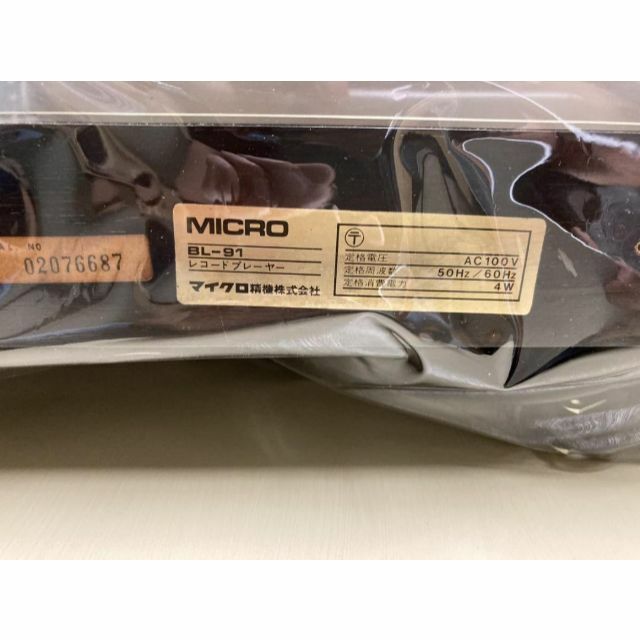 NO
02076687
MICRO
BL-91
レコードプレーヤー
マイクロ精機株式会社
〒
定格電圧 AC100V
定格周波数 50Hz/60Hz
定格消費電力 4W